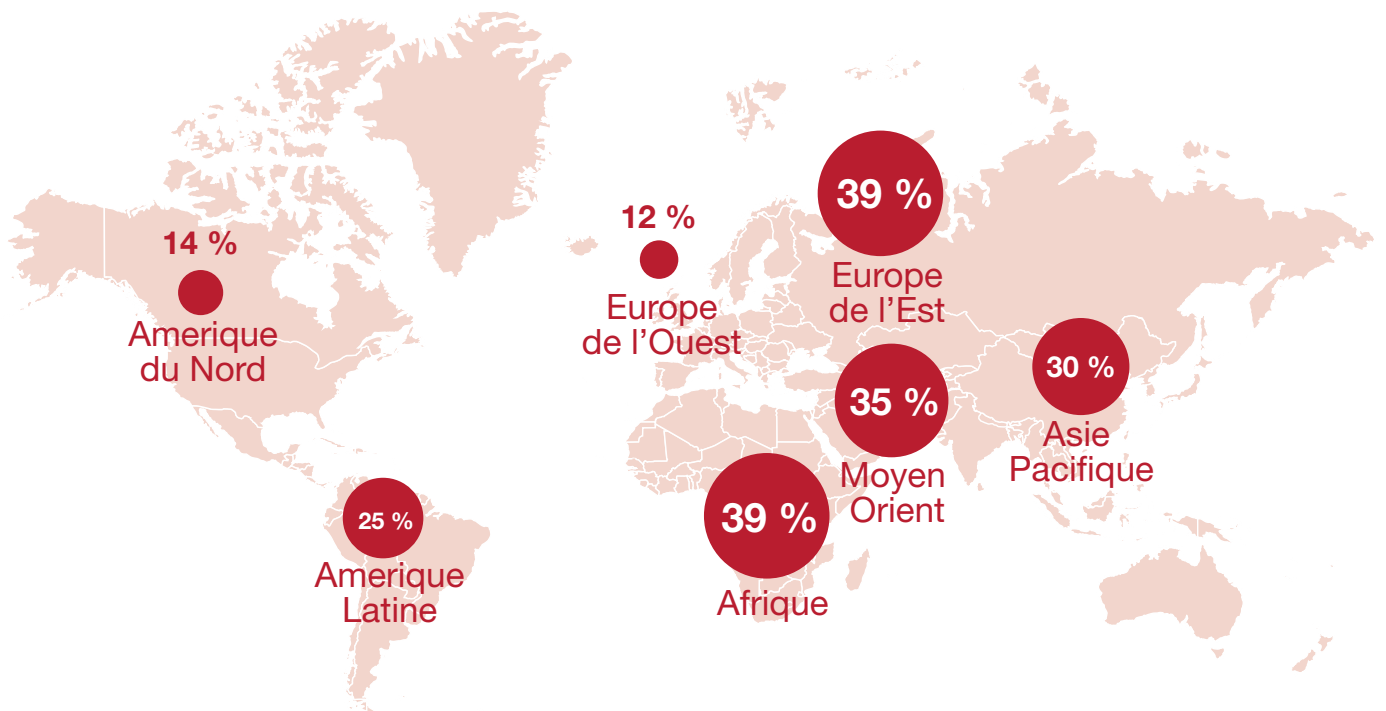 14 %
Amerique
du Nord
12 %
Europe
de l’Ouest
39 %
Europe
de l’Est
35 %
Moyen
Orient
30 %
Asie
Pacifique
25 %
Amerique
Latine
39 %
Afrique